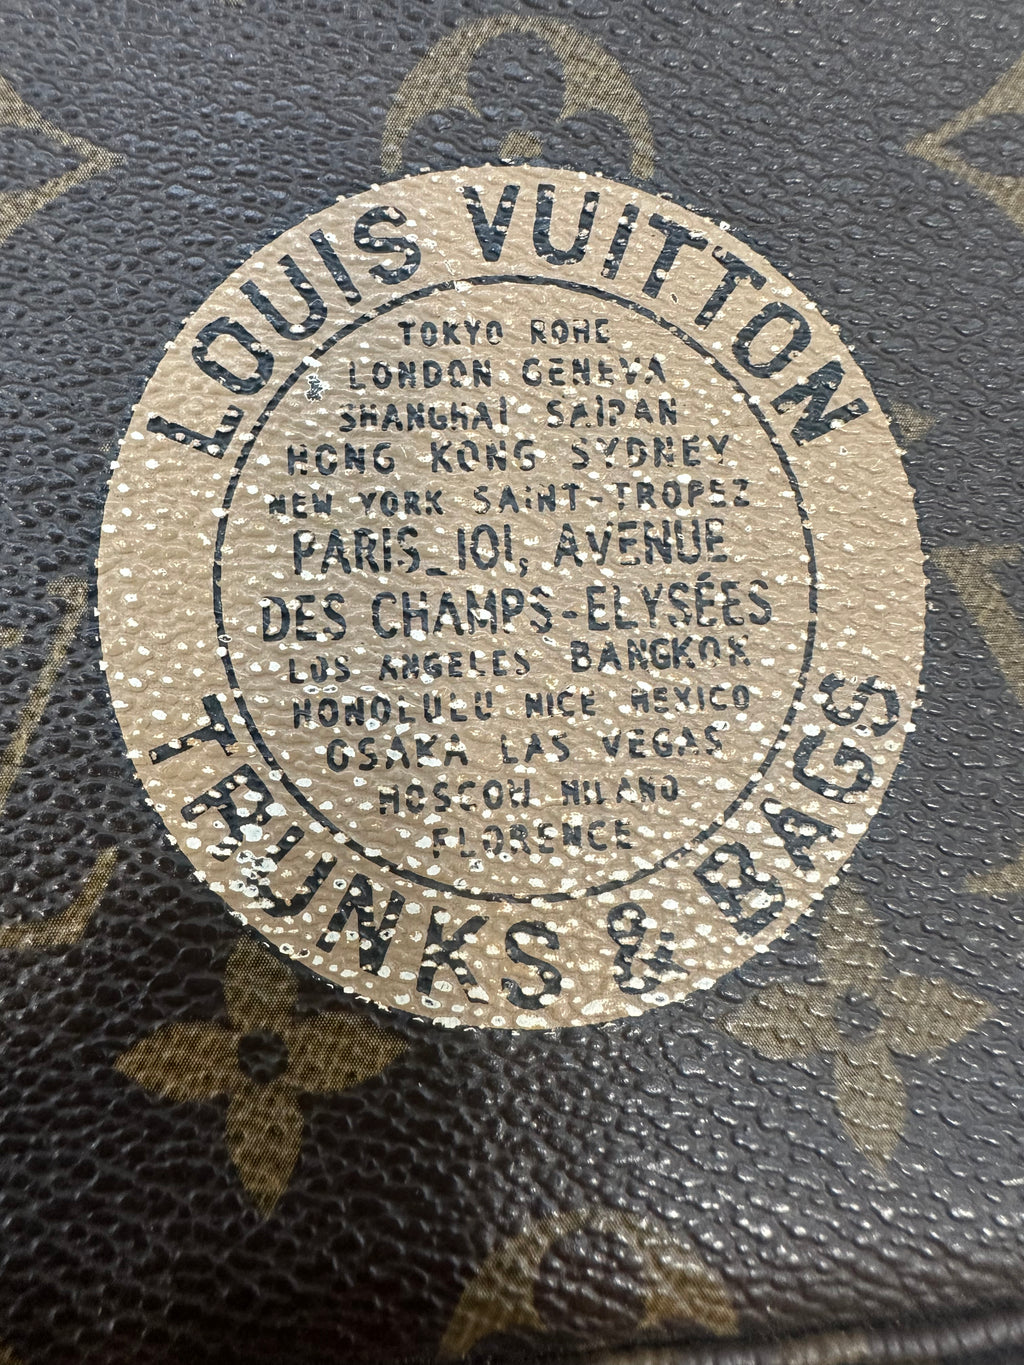 LOUIS VUITTON
TOKYO ROME
LONDON GENEVA
SHANGHAI SAIPAN
HONG KONG SYDNEY
NEW YORK SAINT-TROPEZ
PARIS_101, AVENUE
DES CHAMPS-ELYSÉES
LOS ANGELES BANGKOK
HONOLULU NICE MEXICO
OSAKA LAS VEGAS
MOSCOW MILANO
FLORENCE
TRUNKS & BAGS